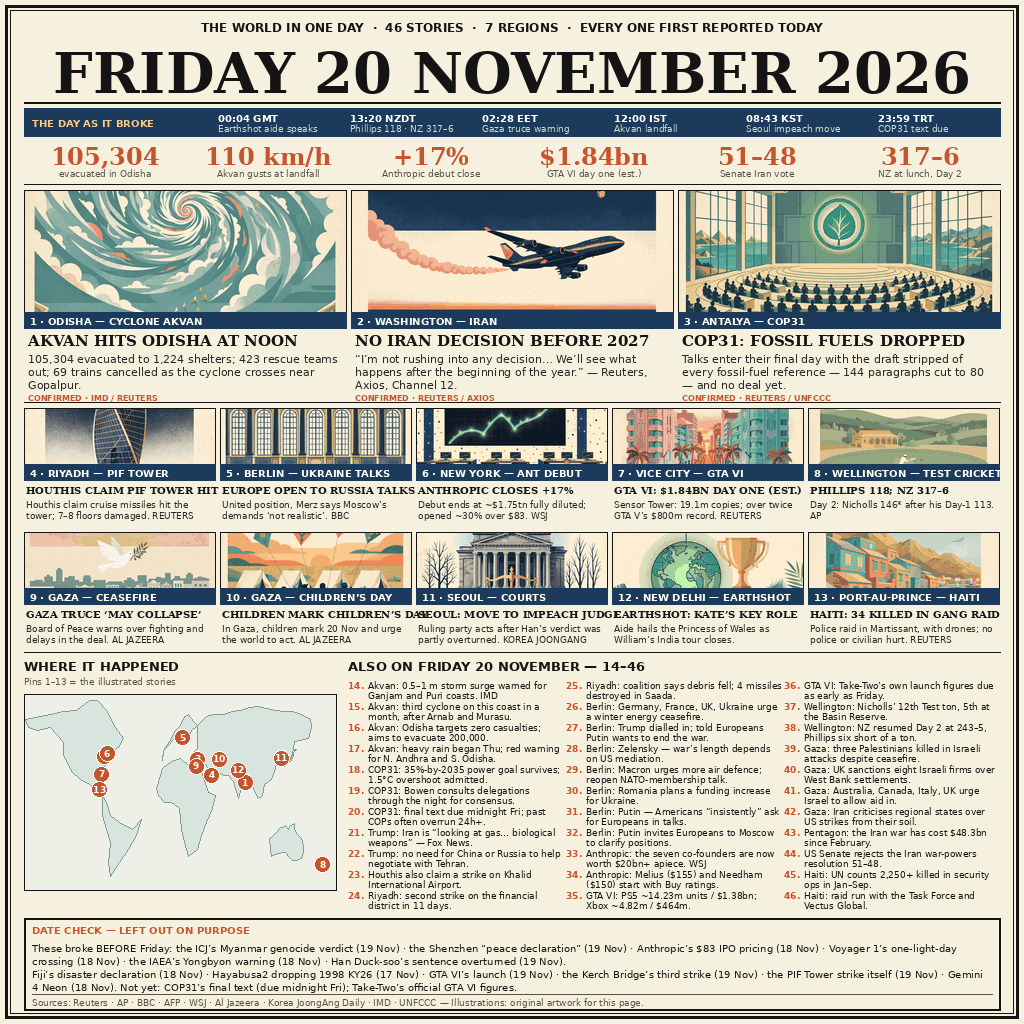 THE WORLD IN ONE DAY · 46 STORIES · 7 REGIONS · EVERY ONE FIRST REPORTED TODAY
FRIDAY 20 NOVEMBER 2026
THE DAY AS IT BROKE
00:04 GMT
Earthshot aide speaks
13:20 NZDT
Phillips 118 · NZ 317–6
02:28 EET
Gaza truce warning
12:00 IST
Akvan landfall
08:43 KST
Seoul impeach move
23:59 TRT
COP31 text due
105,304
evacuated in Odisha
110 km/h
Akvan gusts at landfall
+17%
Anthropic debut close
$1.84bn
GTA VI day one (est.)
51–48
Senate Iran vote
317–6
NZ at lunch, Day 2
1 · ODISHA — CYCLONE AKVAN
AKVAN HITS ODISHA AT NOON
105,304 evacuated to 1,224 shelters; 423 rescue teams
out; 69 trains cancelled as the cyclone crosses near
Gopalpur.
CONFIRMED · IMD / REUTERS
2 · WASHINGTON — IRAN
NO IRAN DECISION BEFORE 2027
“I’m not rushing into any decision… We’ll see what
happens after the beginning of the year.” — Reuters,
Axios, Channel 12.
CONFIRMED · REUTERS / AXIOS
3 · ANTALYA — COP31
COP31: FOSSIL FUELS DROPPED
Talks enter their final day with the draft stripped of
every fossil-fuel reference — 144 paragraphs cut to 80
— and no deal yet.
CONFIRMED · REUTERS / UNFCCC
4 · RIYADH — PIF TOWER
HOUTHIS CLAIM PIF TOWER HIT
Houthis claim cruise missiles hit the
tower; 7–8 floors damaged. REUTERS
5 · BERLIN — UKRAINE TALKS
EUROPE OPEN TO RUSSIA TALKS
United position, Merz says Moscow’s
demands ‘not realistic’. BBC
6 · NEW YORK — ANT DEBUT
ANTHROPIC CLOSES +17%
Debut ends at ~$1.75tn fully diluted;
opened ~30% over $83. WSJ
7 · VICE CITY — GTA VI
GTA VI: $1.84BN DAY ONE (EST.)
Sensor Tower: 19.1m copies; over twice
GTA V’s $800m record. REUTERS
8 · WELLINGTON — TEST CRICKET
PHILLIPS 118; NZ 317–6
Day 2: Nicholls 146* after his Day-1 113.
AP
9 · GAZA — CEASEFIRE
GAZA TRUCE ‘MAY COLLAPSE’
Board of Peace warns over fighting and
delays in the deal. AL JAZEERA
10 · GAZA — CHILDREN’S DAY
CHILDREN MARK CHILDREN’S DAY
In Gaza, children mark 20 Nov and urge
the world to act. AL JAZEERA
11 · SEOUL — COURTS
SEOUL: MOVE TO IMPEACH JUDGE
Ruling party acts after Han’s verdict was
partly overturned. KOREA JOONGANG
12 · NEW DELHI — EARTHSHOT
EARTHSHOT: KATE’S KEY ROLE
Aide hails the Princess of Wales as
William’s India tour closes.
13 · PORT-AU-PRINCE — HAITI
HAITI: 34 KILLED IN GANG RAID
Police raid in Martissant, with drones; no
police or civilian hurt. REUTERS
WHERE IT HAPPENED
Pins 1–13 = the illustrated stories
5
6
7
13
9
10
4
12
1
11
8
ALSO ON FRIDAY 20 NOVEMBER — 14–46
14. Akvan: 0.5–1 m storm surge warned for
Ganjam and Puri coasts. IMD
15. Akvan: third cyclone on this coast in a
month, after Arnab and Murasu.
16. Akvan: Odisha targets zero casualties;
aims to evacuate 200,000.
17. Akvan: heavy rain began Thu; red warning
for N. Andhra and S. Odisha.
18. COP31: 35%-by-2035 power goal survives;
1.5°C overshoot admitted.
19. COP31: Bowen consults delegations
through the night for consensus.
20. COP31: final text due midnight Fri; past
COPs often overrun 24h+.
21. Trump: Iran is “looking at gas… biological
weapons” — Fox News.
22. Trump: no need for China or Russia to help
negotiate with Tehran.
23. Houthis also claim a strike on Khalid
International Airport.
24. Riyadh: second strike on the financial
district in 11 days.
25. Riyadh: coalition says debris fell; 4 missiles
destroyed in Saada.
26. Berlin: Germany, France, UK, Ukraine urge
a winter energy ceasefire.
27. Berlin: Trump dialled in; told Europeans
Putin wants to end the war.
28. Berlin: Zelensky — war’s length depends
on US mediation.
29. Berlin: Macron urges more air defence;
reopen NATO-membership talk.
30. Berlin: Romania plans a funding increase
for Ukraine.
31. Berlin: Putin — Americans “insistently” ask
for Europeans in talks.
32. Berlin: Putin invites Europeans to Moscow
to clarify positions.
33. Anthropic: the seven co-founders are now
worth $20bn+ apiece. WSJ
34. Anthropic: Melius ($155) and Needham
($150) start with Buy ratings.
35. GTA VI: PS5 ~14.23m units / $1.38bn;
Xbox ~4.82m / $464m.
36. GTA VI: Take-Two’s own launch figures due
as early as Friday.
37. Wellington: Nicholls’ 12th Test ton, 5th at
the Basin Reserve.
38. Wellington: NZ resumed Day 2 at 243–5,
Phillips six short of a ton.
39. Gaza: three Palestinians killed in Israeli
attacks despite ceasefire.
40. Gaza: UK sanctions eight Israeli firms over
West Bank settlements.
41. Gaza: Australia, Canada, Italy, UK urge
Israel to allow aid in.
42. Gaza: Iran criticizes regional states over
US strikes from their soil.
43. Pentagon: the Iran war has cost $48.3bn
since February.
44. US Senate rejects the Iran war-powers
resolution 51–48.
45. Haiti: UN counts 2,250+ killed in security
ops in Jan–Sep.
46. Haiti: raid run with the Task Force and
Vectus Global.
DATE CHECK — LEFT OUT ON PURPOSE
These broke BEFORE Friday: the ICJ’s Myanmar genocide verdict (19 Nov) · the Shenzhen “peace declaration” (19 Nov) · Anthropic’s $83 IPO pricing (18 Nov) · Voyager 1’s one-light-day
crossing (18 Nov) · the IAEA’s Yongbyon warning (18 Nov) · Han Duck-soo’s sentence overturned (19 Nov).
Fiji’s disaster declaration (18 Nov) · Hayabusa2 dropping 1998 KY26 (17 Nov) · GTA VI’s launch (19 Nov) · the Kerch Bridge’s third strike (19 Nov) · the PIF Tower strike itself (19 Nov) · Gemini
4 Neon (18 Nov). Not yet: COP31’s final text (due midnight Fri); Take-Two’s official GTA VI figures.
Sources: Reuters · AP · BBC · AFP · WSJ · Al Jazeera · Korea JoongAng Daily · IMD · UNFCCC — Illustrations: original artwork for this page.